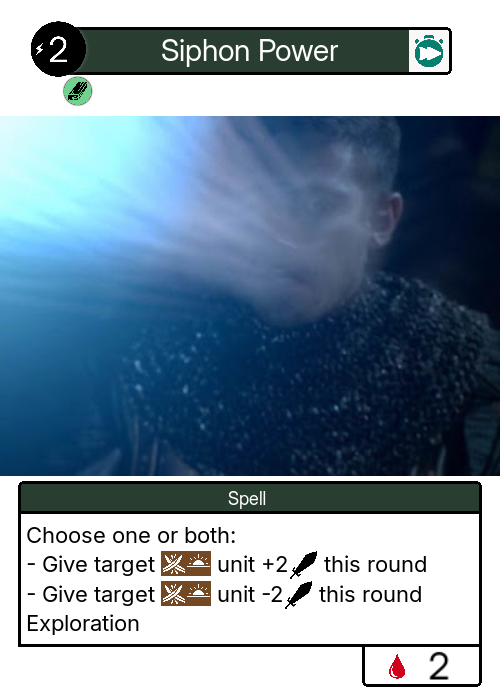 2
Siphon Power
Spell
Choose one or both:
- Give target unit +2 this round
- Give target unit -2 this round
Exploration
2